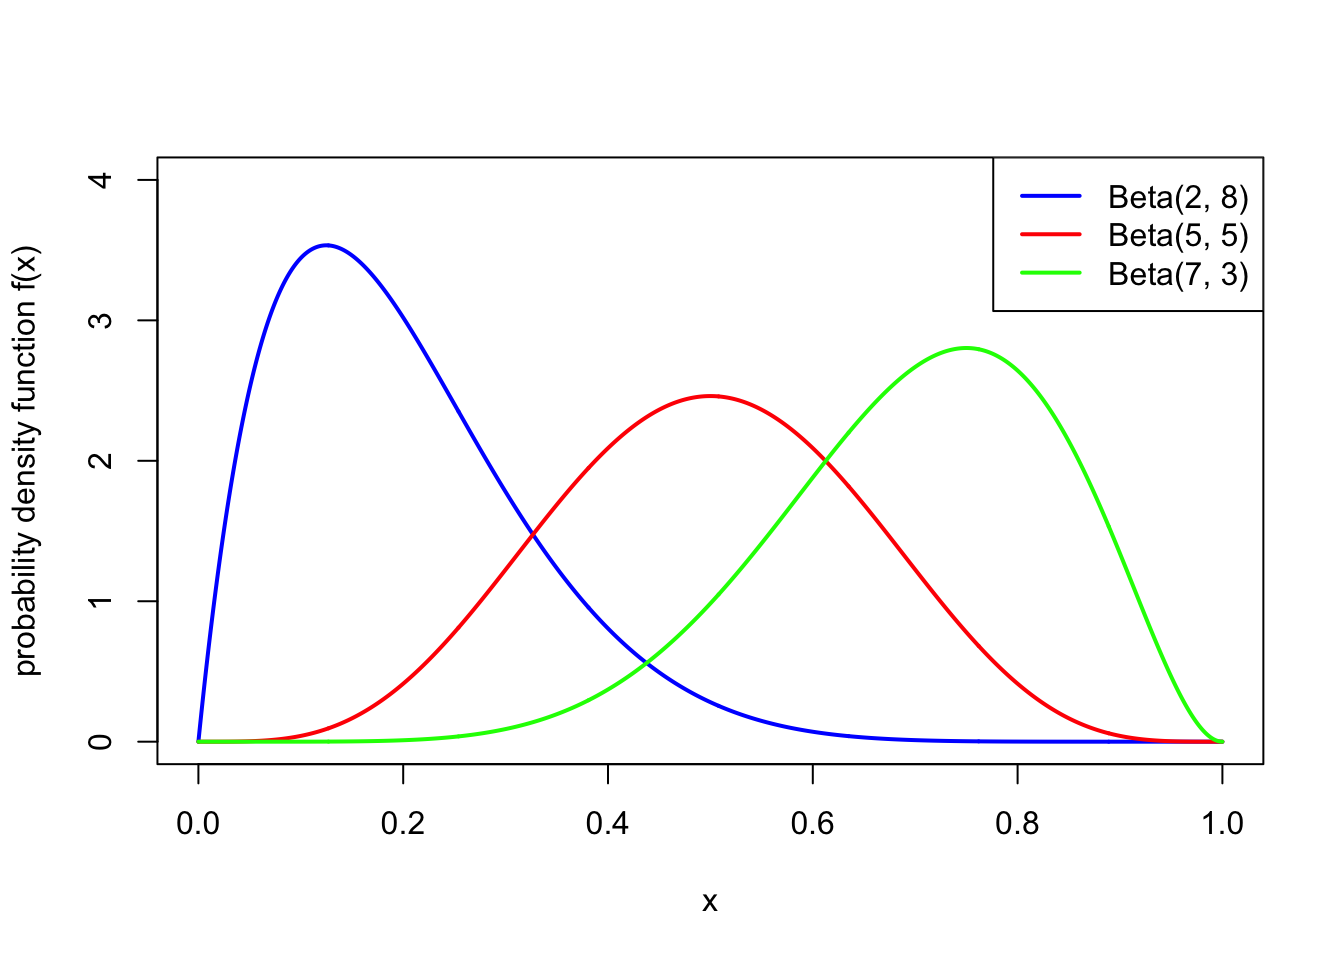 4
3
2
1
0
probability density function f(x)
Beta(2, 8)
Beta(5, 5)
Beta(7, 3)
0.0 0.2 0.4 0.6 0.8 1.0
x